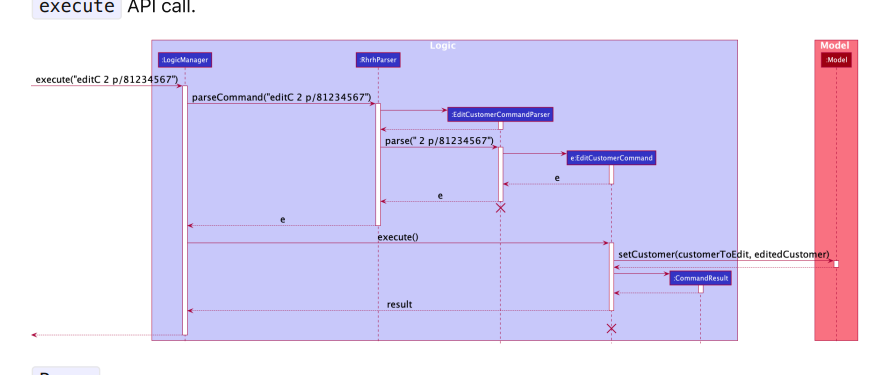 execute API call.
Logic
Model
:LogicManager
:RhrhParser
:Model
execute("editC 2 p/81234567")
parseCommand("editC 2 p/81234567")
:EditCustomerCommandParser
parse(" 2 p/81234567")
e:EditCustomerCommand
e
e
e
execute()
setCustomer(customerToEdit, editedCustomer)
:CommandResult
result